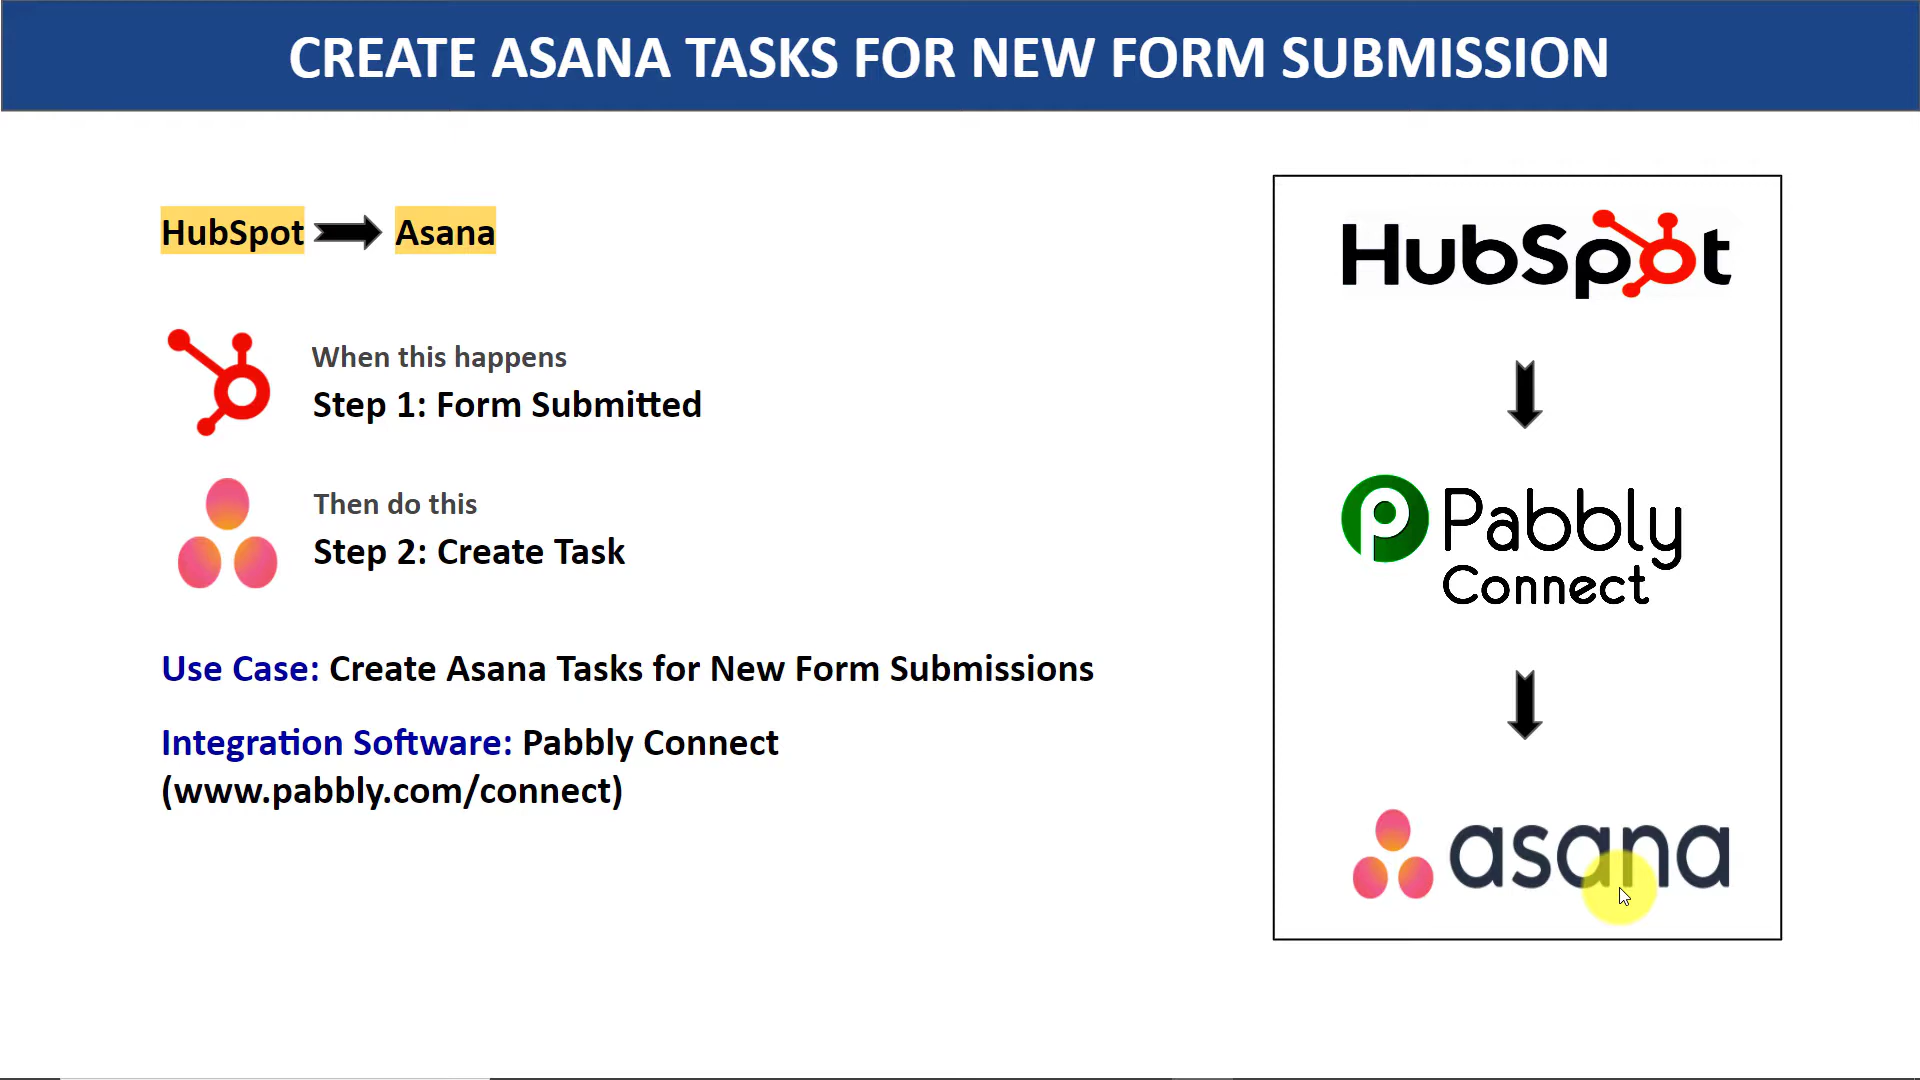 CREATE ASANA TASKS FOR NEW FORM SUBMISSION
HubSpot Asana
When this happens
Step 1: Form Submitted
Then do this
Step 2: Create Task
Use Case: Create Asana Tasks for New Form Submissions
Integration Software: Pabbly Connect
(www.pabbly.com/connect)
HubSpot
Pabbly
Connect
asana